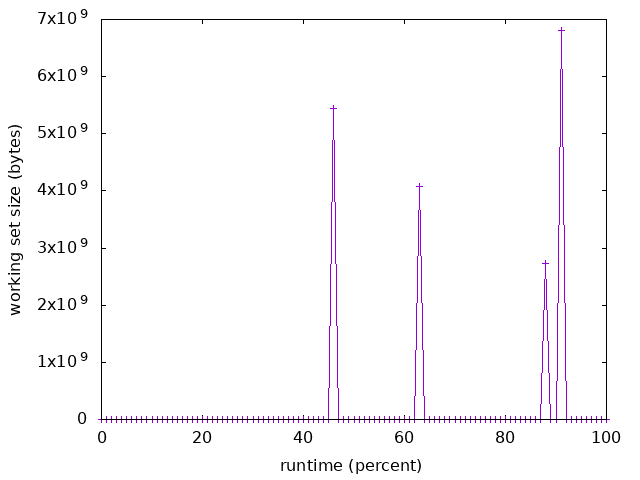 7x10⁹
6x10⁹
5x10⁹
4x10⁹
3x10⁹
2x10⁹
1x10⁹
0
working set size (bytes)
0 20 40 60 80 100
runtime (percent)